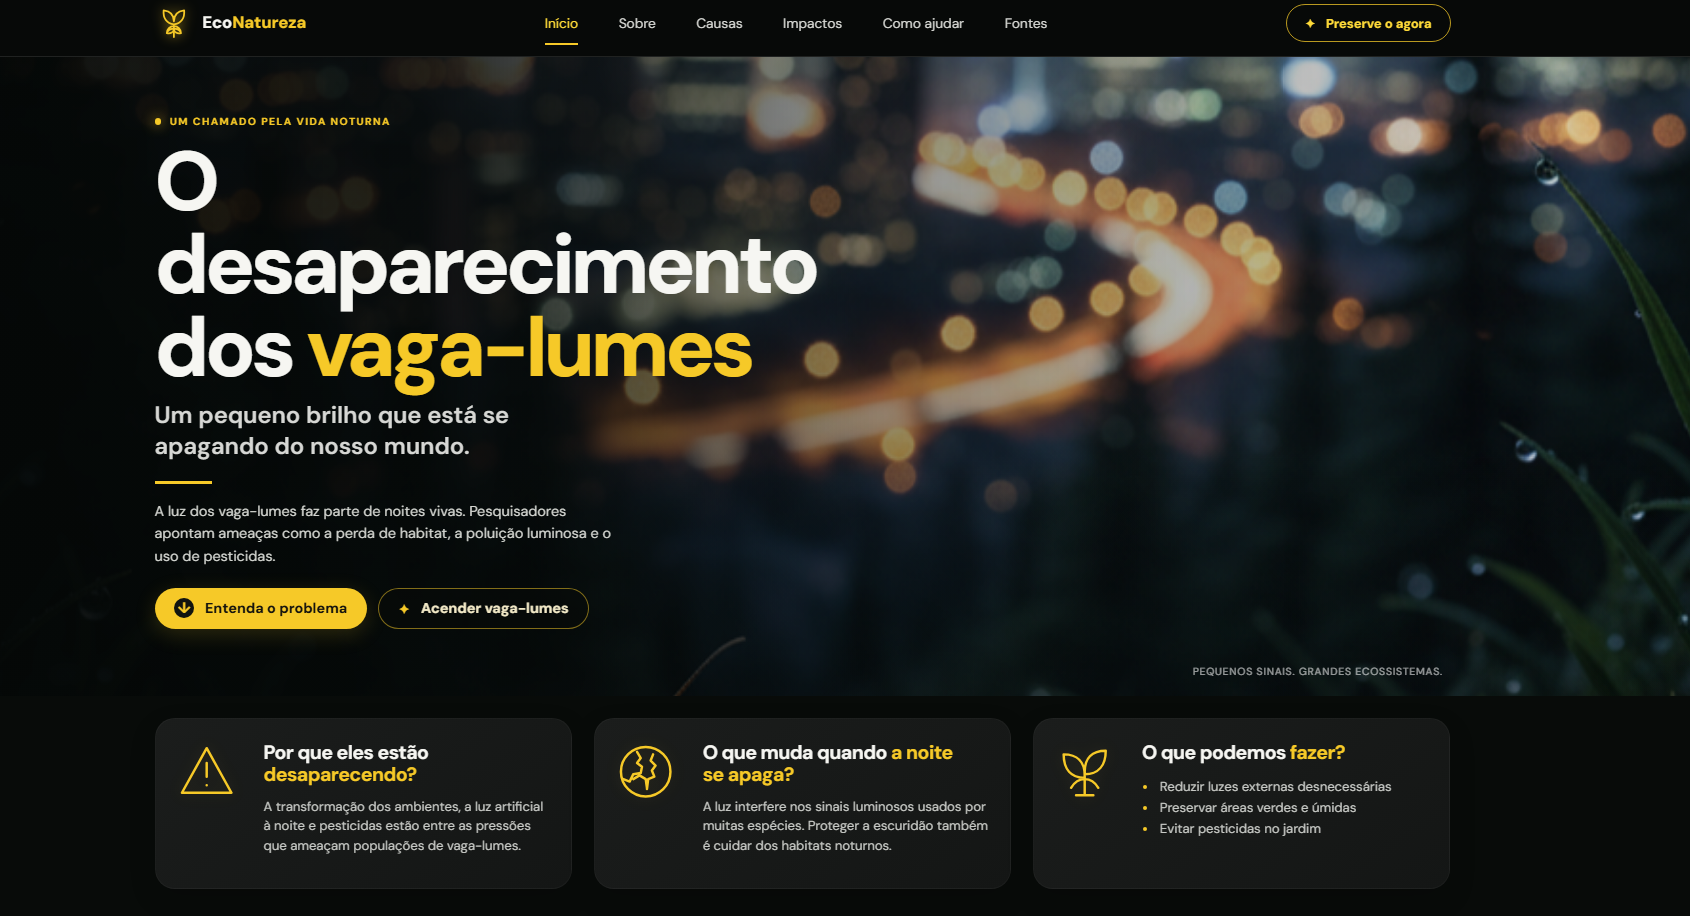 EcoNatureza
Início
Sobre
Causas
Impactos
Como ajudar
Fontes
Preserve o agora
UM CHAMADO PELA VIDA NOTURNA
O
desaparecimento
dos vaga-lumes
Um pequeno brilho que está se
apagando do nosso mundo.
A luz dos vaga-lumes faz parte de noites vivas. Pesquisadores
apontam ameaças como a perda de habitat, a poluição luminosa e o
uso de pesticidas.
Entenda o problema
Acender vaga-lumes
PEQUENOS SINAIS. GRANDES ECOSSISTEMAS.
Por que eles estão
desaparecendo?
A transformação dos ambientes, a luz artificial
à noite e pesticidas estão entre as pressões
que ameaçam populações de vaga-lumes.
O que muda quando a noite
se apaga?
A luz interfere nos sinais luminosos usados por
muitas espécies. Proteger a escuridão também
é cuidar dos habitats noturnos.
O que podemos fazer?
Reduzir luzes externas desnecessárias
Preservar áreas verdes e úmidas
Evitar pesticidas no jardim